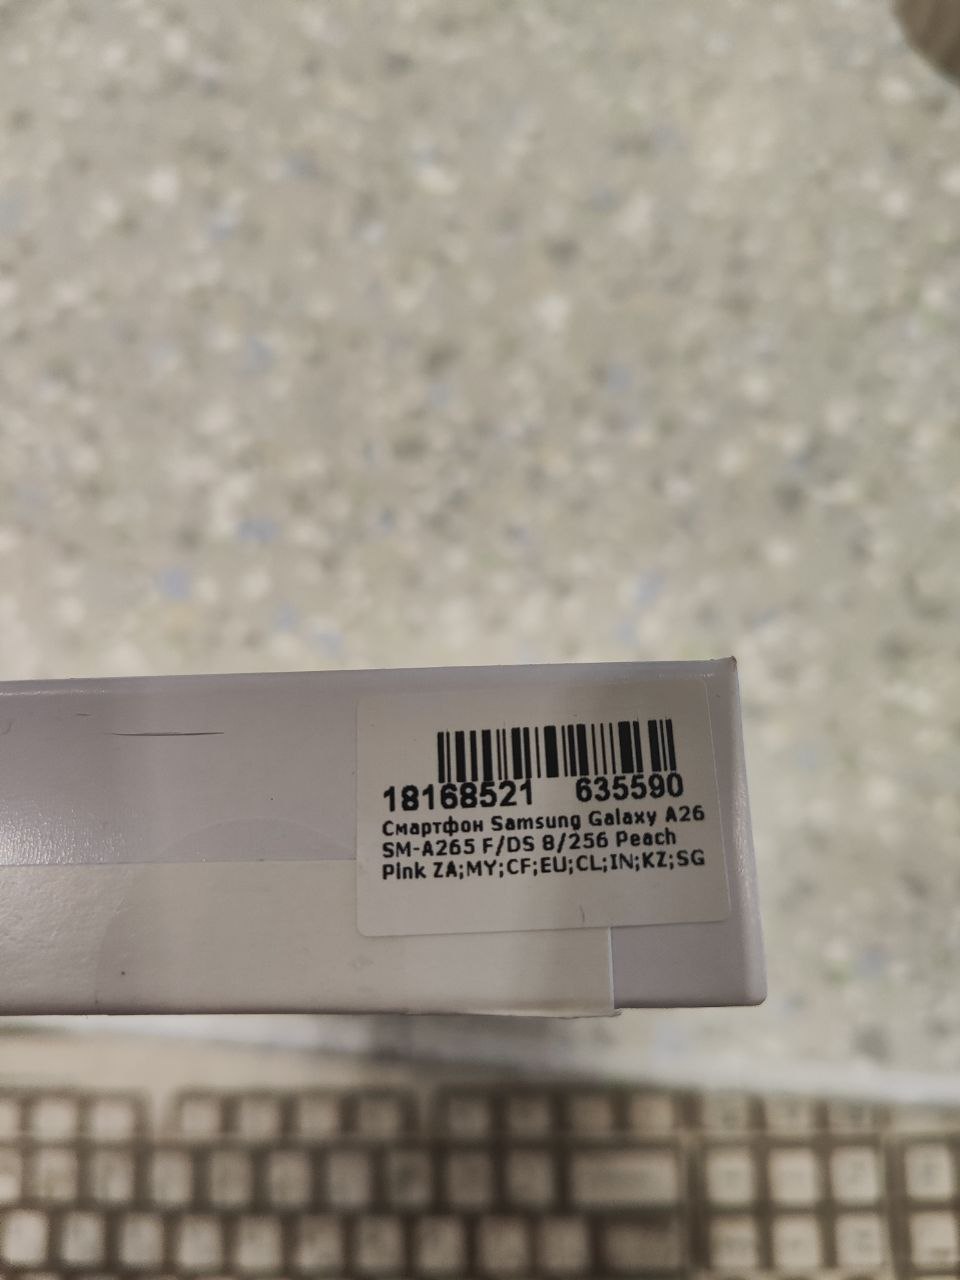 18168521 635590
Смартфон Samsung Galaxy A26
SM-A265 F/DS 8/256 Peach
Pink ZA;MY;CF;EU;CL;IN;KZ;SG